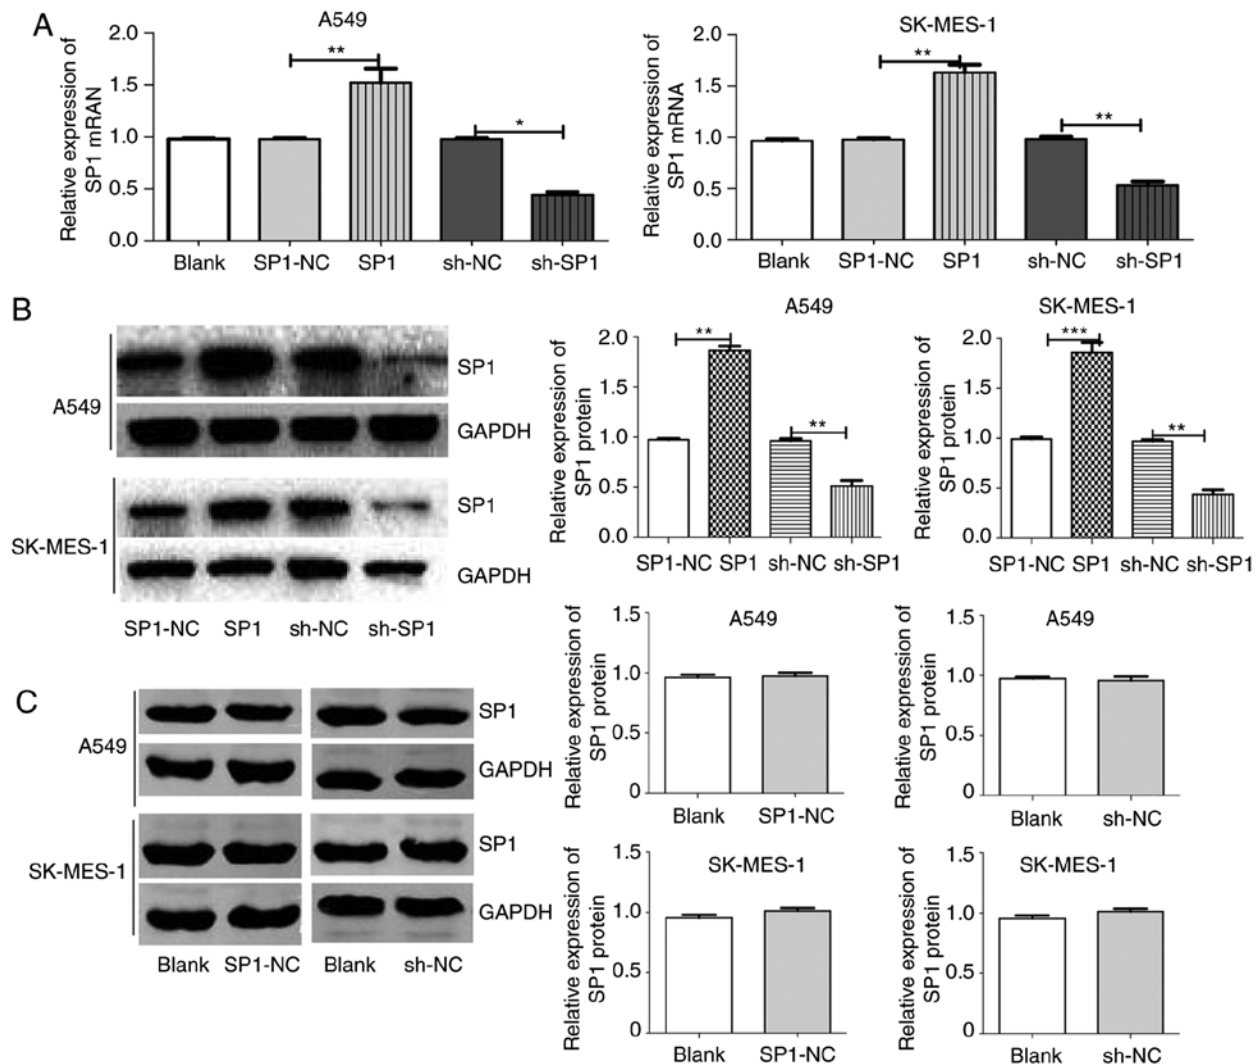 A
A549
Relative expression of
SP1 mRAN
2.0
1.5
1.0
0.5
0.0
**
*
Blank SP1-NC SP1 sh-NC sh-SP1
SK-MES-1
Relative expression of
SP1 mRNA
2.0
1.5
1.0
0.5
0.0
**
**
Blank SP1-NC SP1 sh-NC sh-SP1
B
A549
SP1
GAPDH
SK-MES-1
SP1
GAPDH
SP1-NC SP1 sh-NC sh-SP1
A549
Relative expression of
SP1 protein
2.0
1.5
1.0
0.5
0.0
**
**
SP1-NC SP1 sh-NC sh-SP1
SK-MES-1
Relative expression of
SP1 protein
2.0
1.5
1.0
0.5
0.0
***
**
SP1-NC SP1 sh-NC sh-SP1
C
A549
SP1
GAPDH
SK-MES-1
SP1
GAPDH
Blank SP1-NC Blank sh-NC
A549
Relative expression of
SP1 protein
1.5
1.0
0.5
0
Blank SP1-NC
A549
Relative expression of
SP1 protein
1.5
1.0
0.5
0
Blank sh-NC
SK-MES-1
Relative expression of
SP1 protein
1.5
1.0
0.5
0
Blank SP1-NC
SK-MES-1
Relative expression of
SP1 protein
1.5
1.0
0.5
0
Blank sh-NC